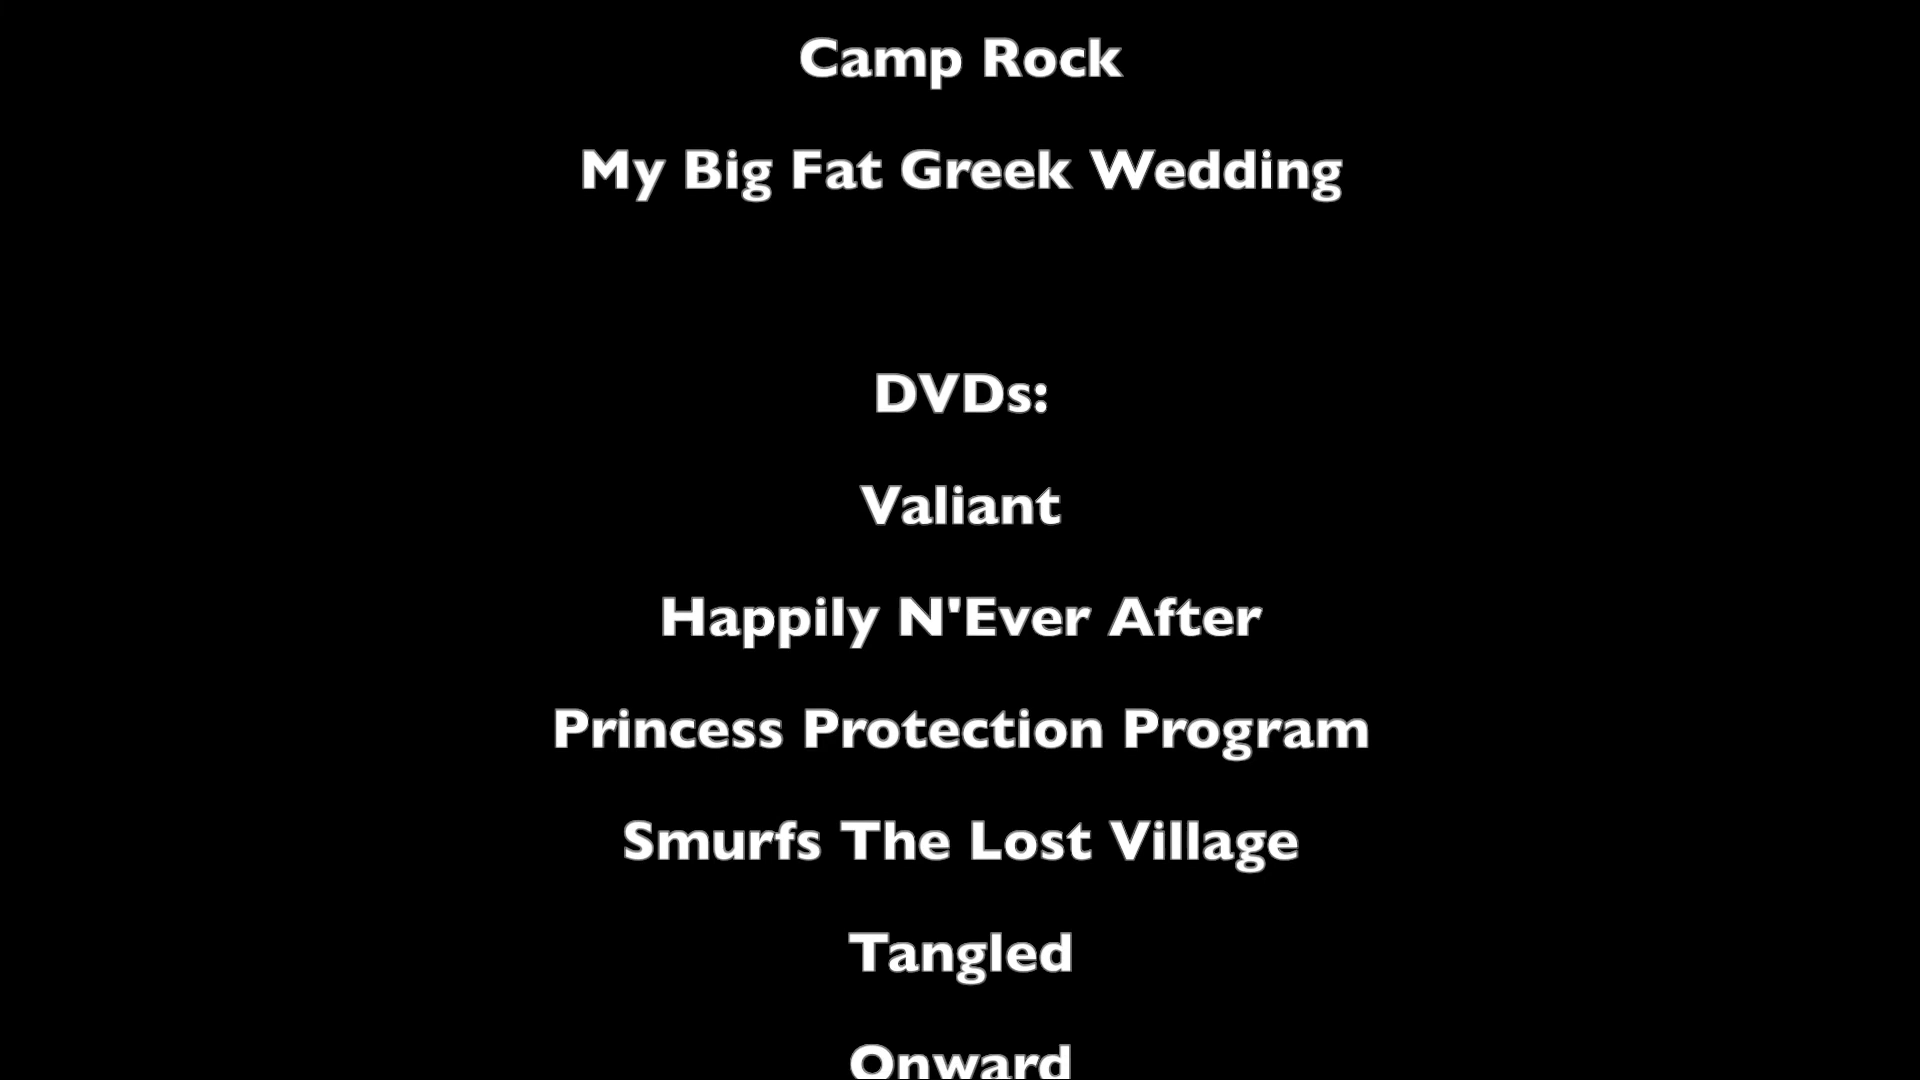 Camp Rock
My Big Fat Greek Wedding
DVDs:
Valiant
Happily N'Ever After
Princess Protection Program
Smurfs The Lost Village
Tangled
Onward